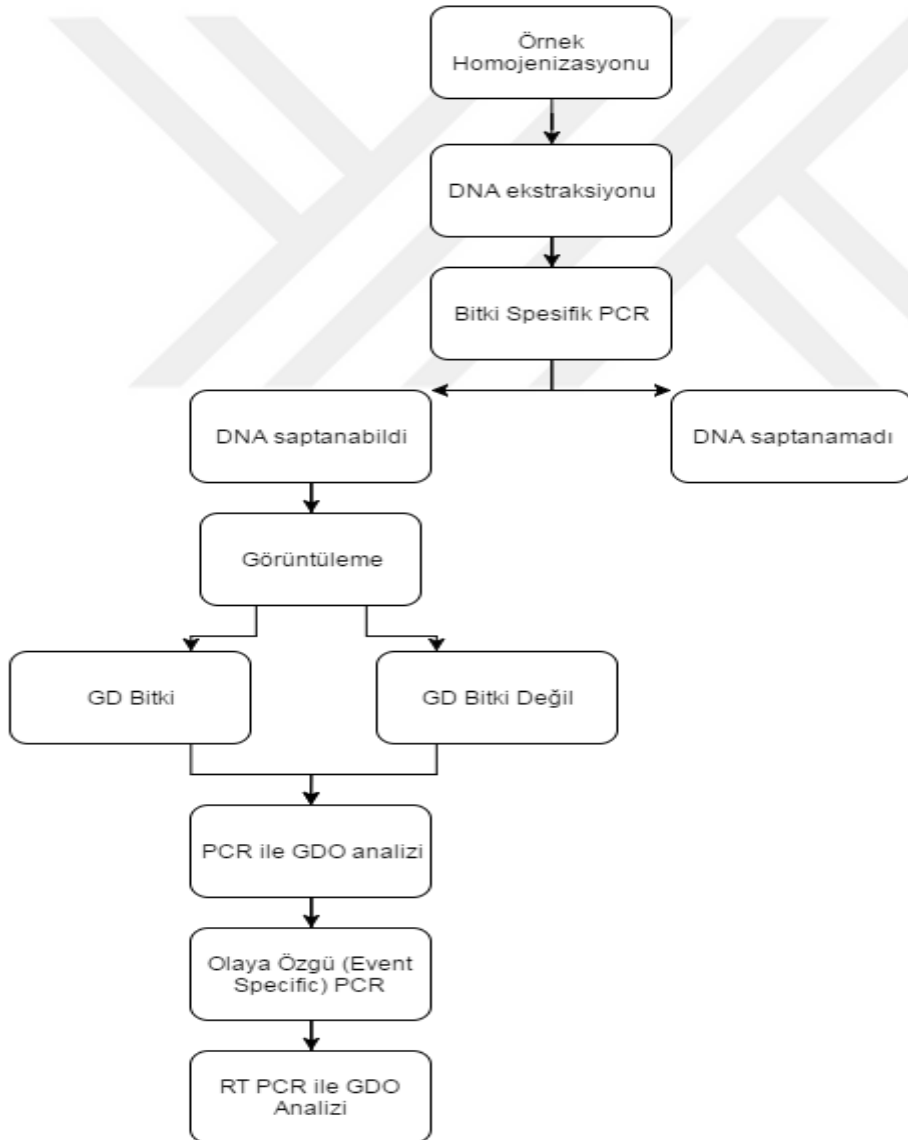 Örnek
Homojenizasyonu
DNA ekstraksiyonu
Bitki Spesifik PCR
DNA saptanabildi
DNA saptanamadı
Görüntüleme
GD Bitki
GD Bitki Değil
PCR ile GDO analizi
Olaya Özgü (Event
Specific) PCR
RT PCR ile GDO
Analizi